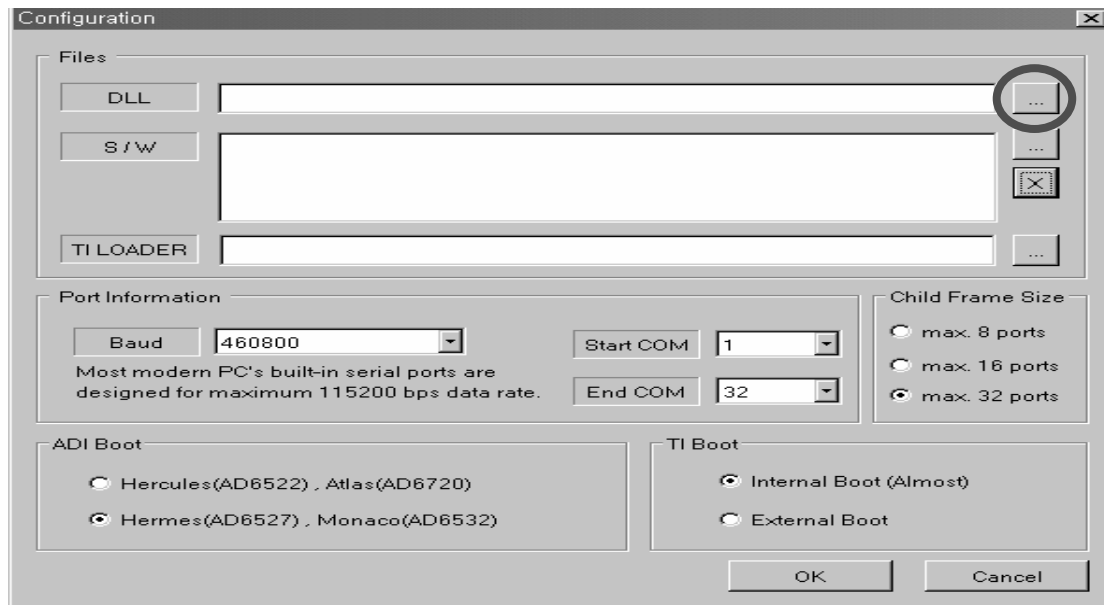 Configuration
Files
DLL
...
S / W
...
TI LOADER
...
Port Information
Baud
460800
Most modern PC's built-in serial ports are
designed for maximum 115200 bps data rate.
Start COM
1
End COM
32
Child Frame Size
max. 8 ports
max. 16 ports
max. 32 ports
ADI Boot
Hercules(AD6522) , Atlas(AD6720)
Hermes(AD6527) , Monaco(AD6532)
TI Boot
Internal Boot (Almost)
External Boot
OK
Cancel